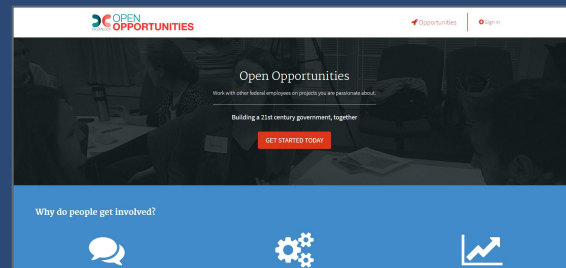 OPEN
OPPORTUNITIES
Opportunities
Sign In
Open Opportunities
Work with other federal employees on projects you are passionate about.
Building a 21st century government, together
GET STARTED TODAY
Why do people get involved?